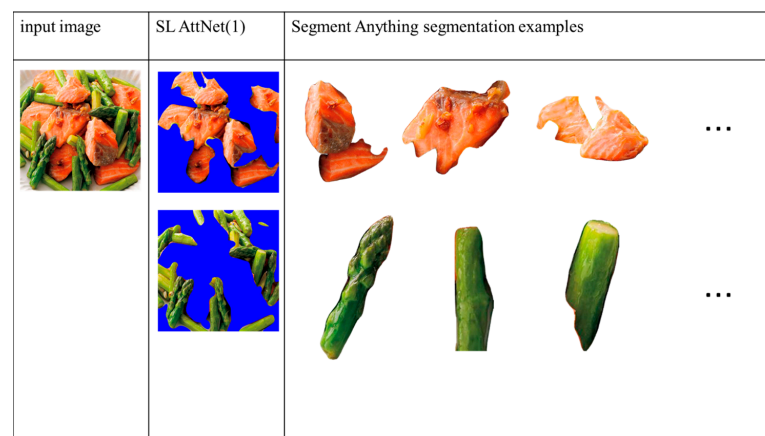 input image
SL AttNet(1)
Segment Anything segmentation examples
...
...